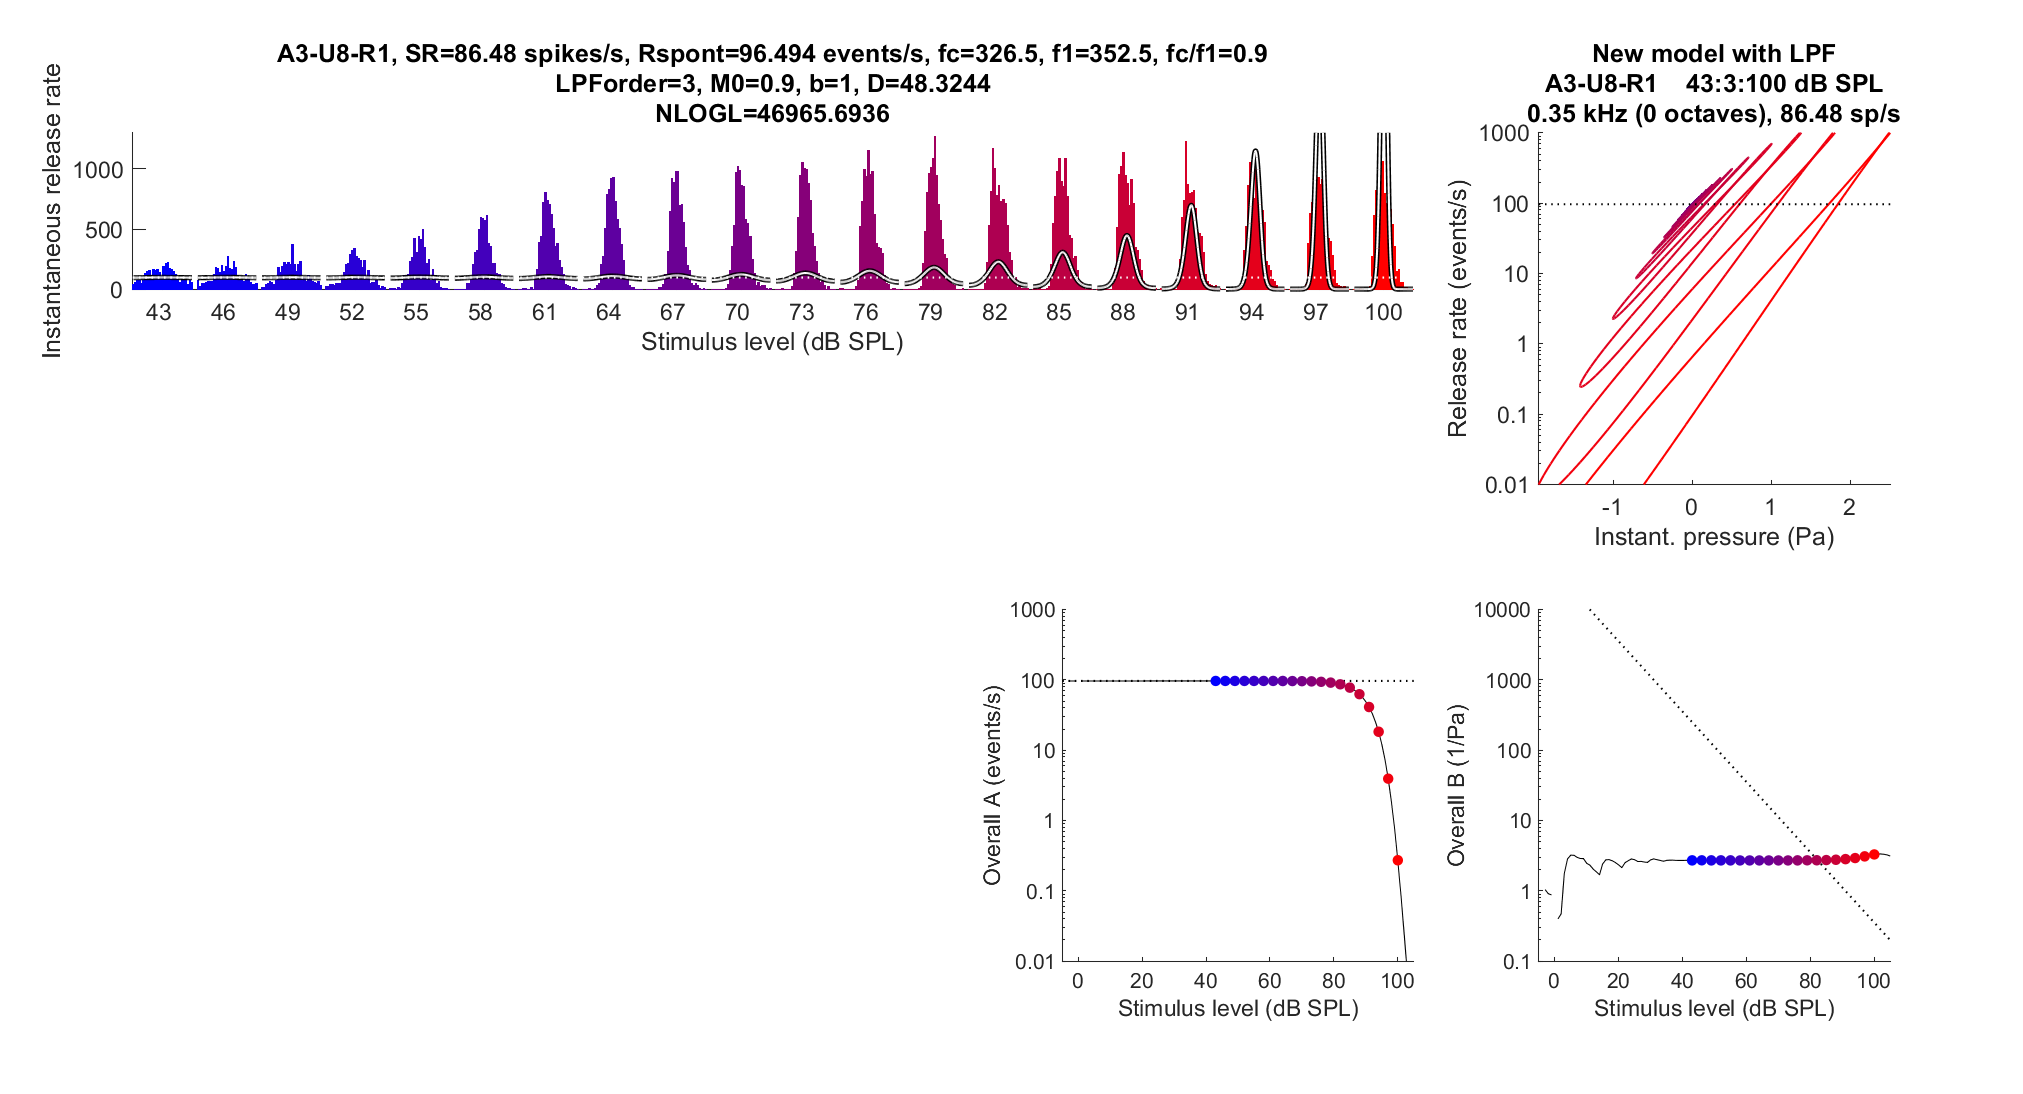 A3-U8-R1, SR=86.48 spikes/s, Rspont=96.494 events/s, fc=326.5, f1=352.5, fc/f1=0.9
LPForder=3, M0=0.9, b=1, D=48.3244
NLOGL=46965.6936
Instantaneous release rate
1000
500
0
43 46 49 52 55 58 61 64 67 70 73 76 79 82 85 88 91 94 97 100
Stimulus level (dB SPL)
New model with LPF
A3-U8-R1    43:3:100 dB SPL
0.35 kHz (0 octaves), 86.48 sp/s
Release rate (events/s)
1000
100
10
1
0.1
0.01
-1 0 1 2
Instant. pressure (Pa)
Overall A (events/s)
1000
100
10
1
0.1
0.01
0 20 40 60 80 100
Stimulus level (dB SPL)
Overall B (1/Pa)
10000
1000
100
10
1
0.1
0 20 40 60 80 100
Stimulus level (dB SPL)